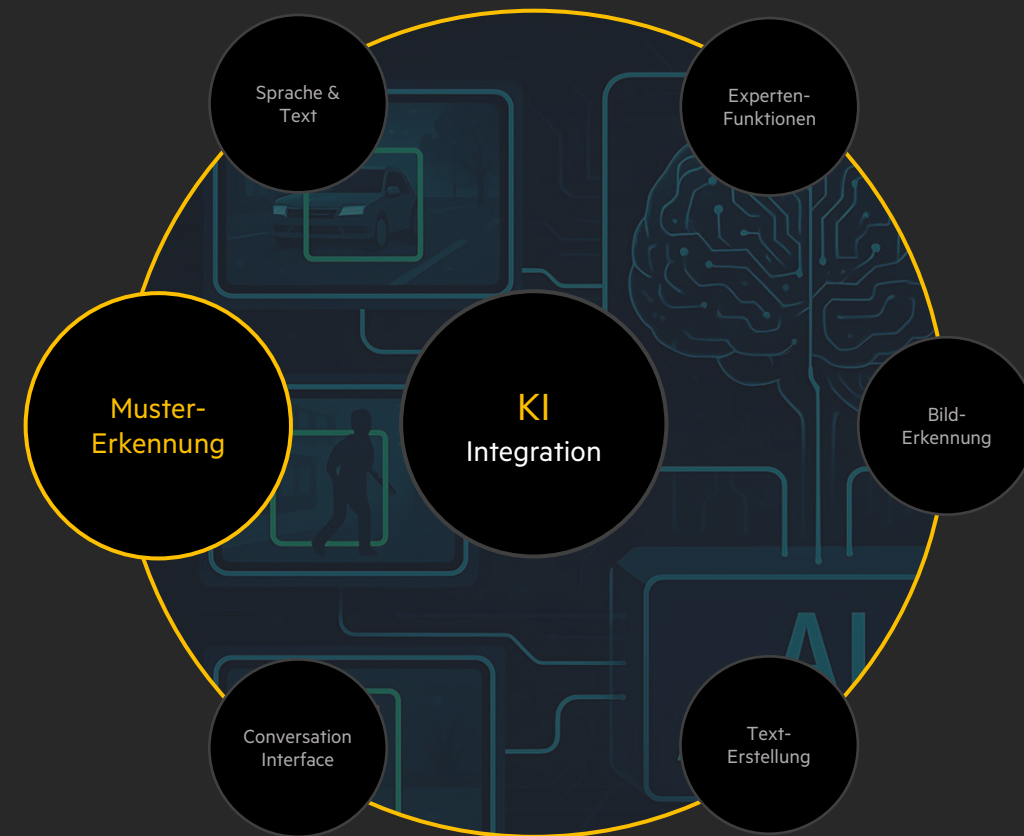 Sprache &
Text
Experten-
Funktionen
Muster-
Erkennung
KI
Integration
Bild-
Erkennung
AI
Conversation
Interface
Text-
Erstellung